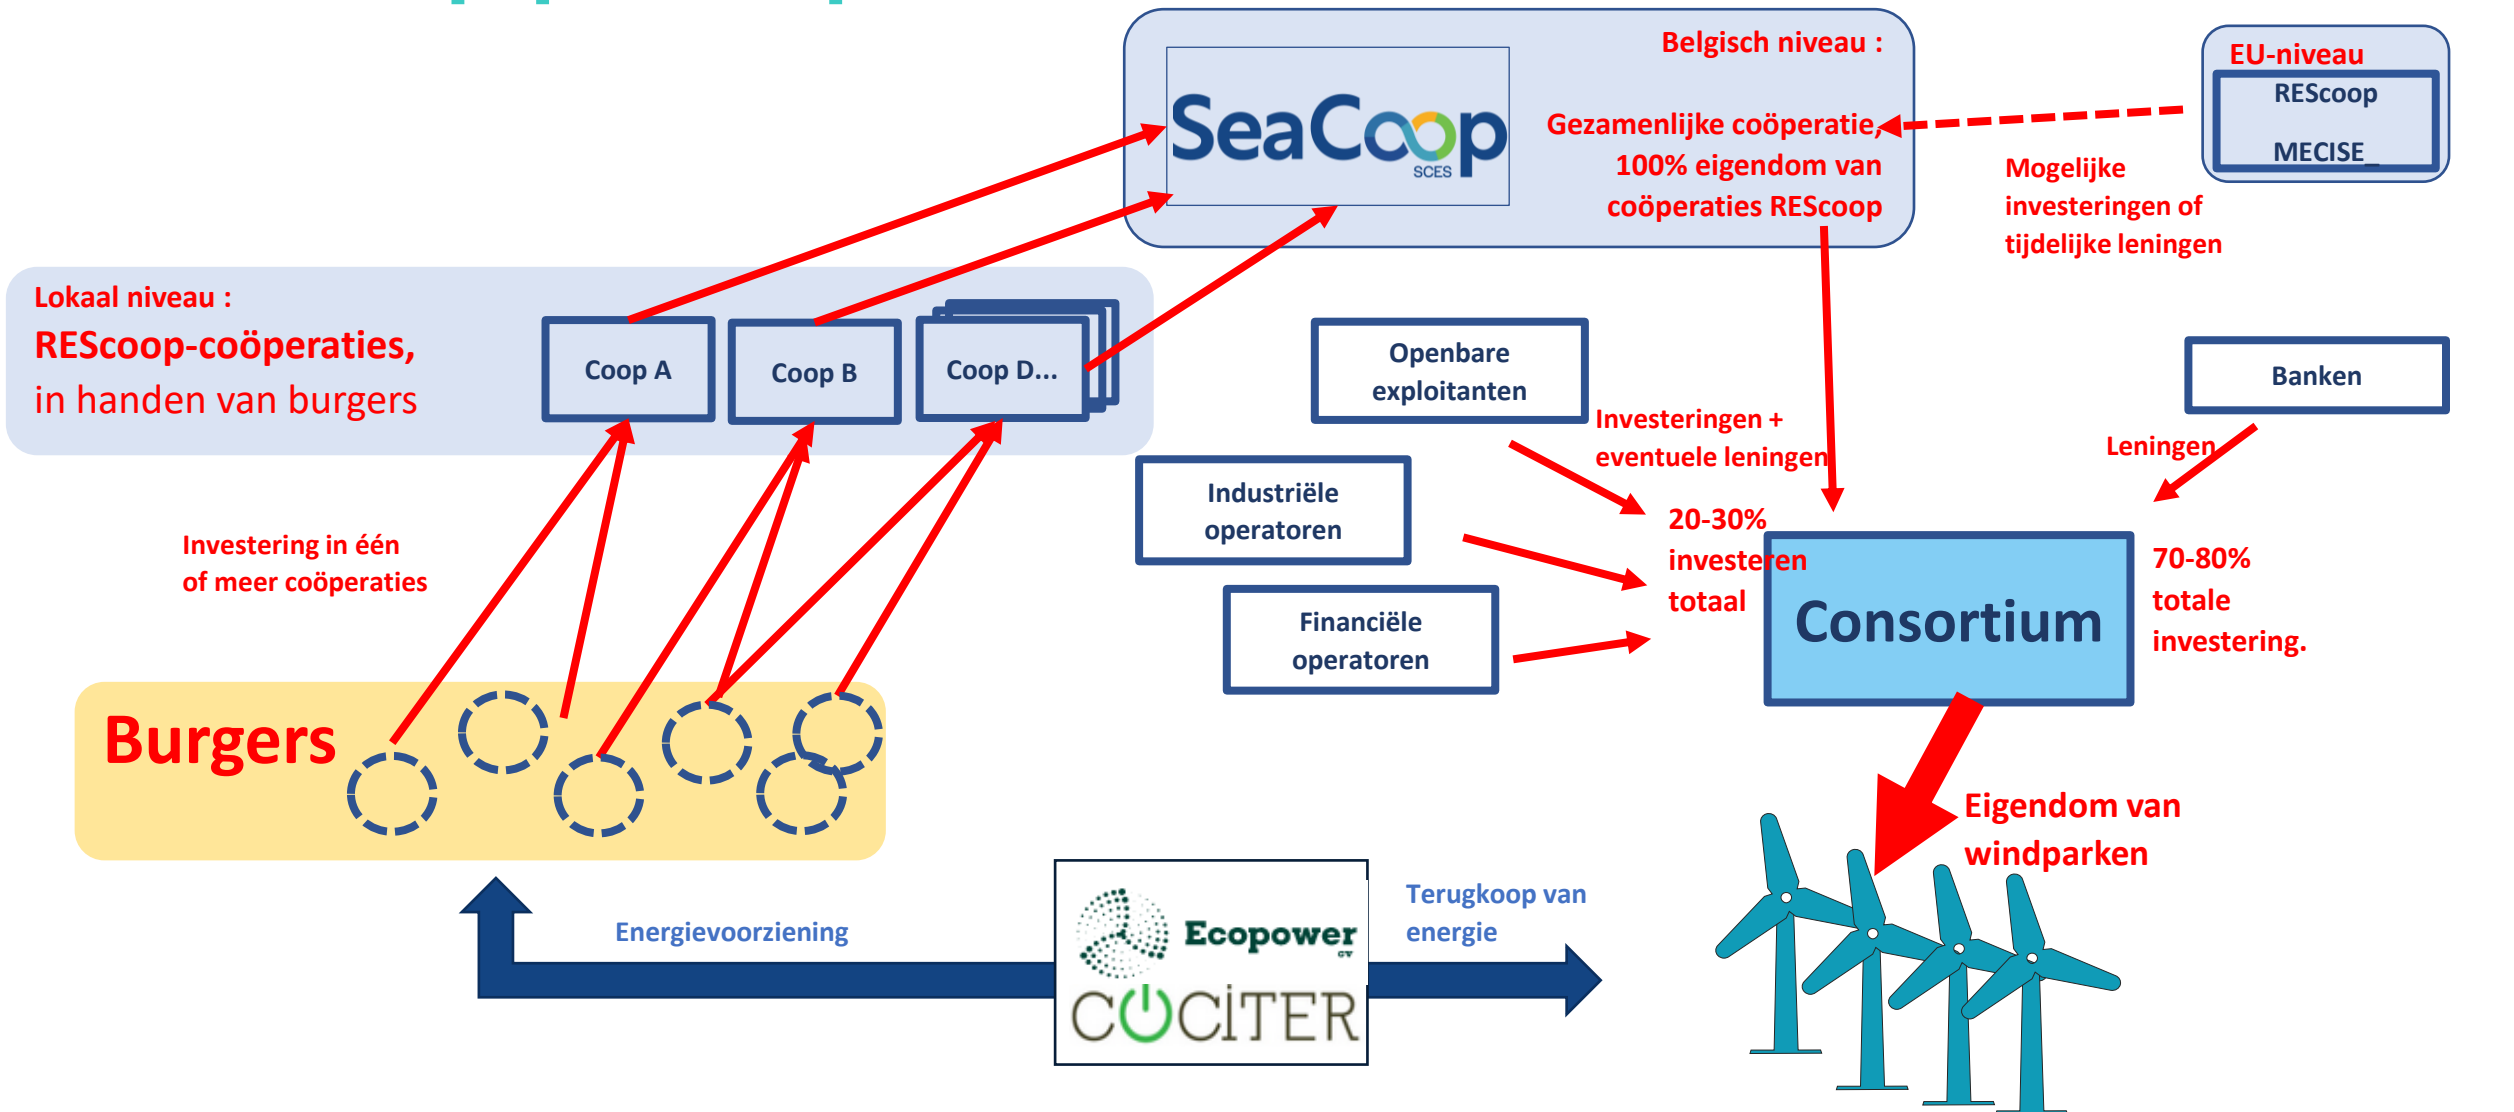 Belgisch niveau :
SeaCoop
SCES
Gezamenlijke coöperatie,
100% eigendom van
coöperaties REScoop
EU-niveau
REScoop
MECISE_
Mogelijke
investeringen of
tijdelijke leningen
Lokaal niveau :
REScoop-coöperaties,
in handen van burgers
Coop A
Coop B
Coop D...
Openbare
exploitanten
Banken
Investeringen +
eventuele leningen
Leningen
Industriële
operatoren
20-30%
investeren
totaal
Investering in één
of meer coöperaties
Financiële
operatoren
Consortium
70-80%
totale
investering.
Burgers
Eigendom van
windparken
Energievoorziening
Ecopower
CV
COCiTER
Terugkoop van
energie